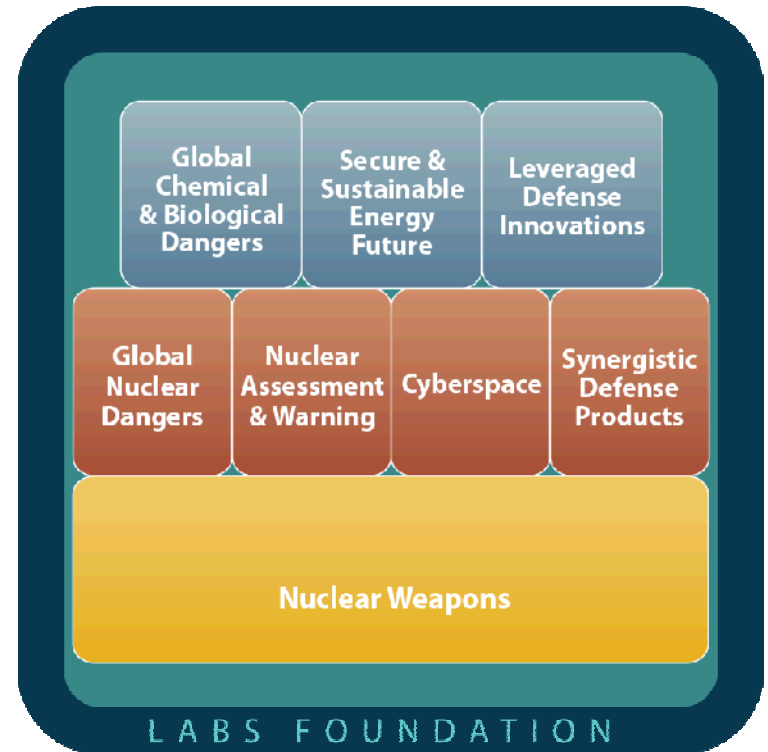 Global
Chemical
& Biological
Dangers
Secure &
Sustainable
Energy
Future
Leveraged
Defense
Innovations
Global
Nuclear
Dangers
Nuclear
Assessment
& Warning
Cyberspace
Synergistic
Defense
Products
Nuclear Weapons
LABS FOUNDATION